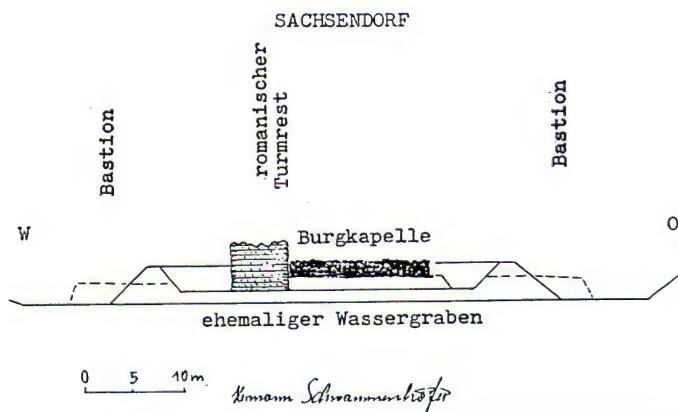 SACHSENDORF
Bastion
romanischer
Turmrest
Bastion
W
Burgkapelle
O
ehemaliger Wassergraben
0 5 10m
Hermann Schwammenhöfer